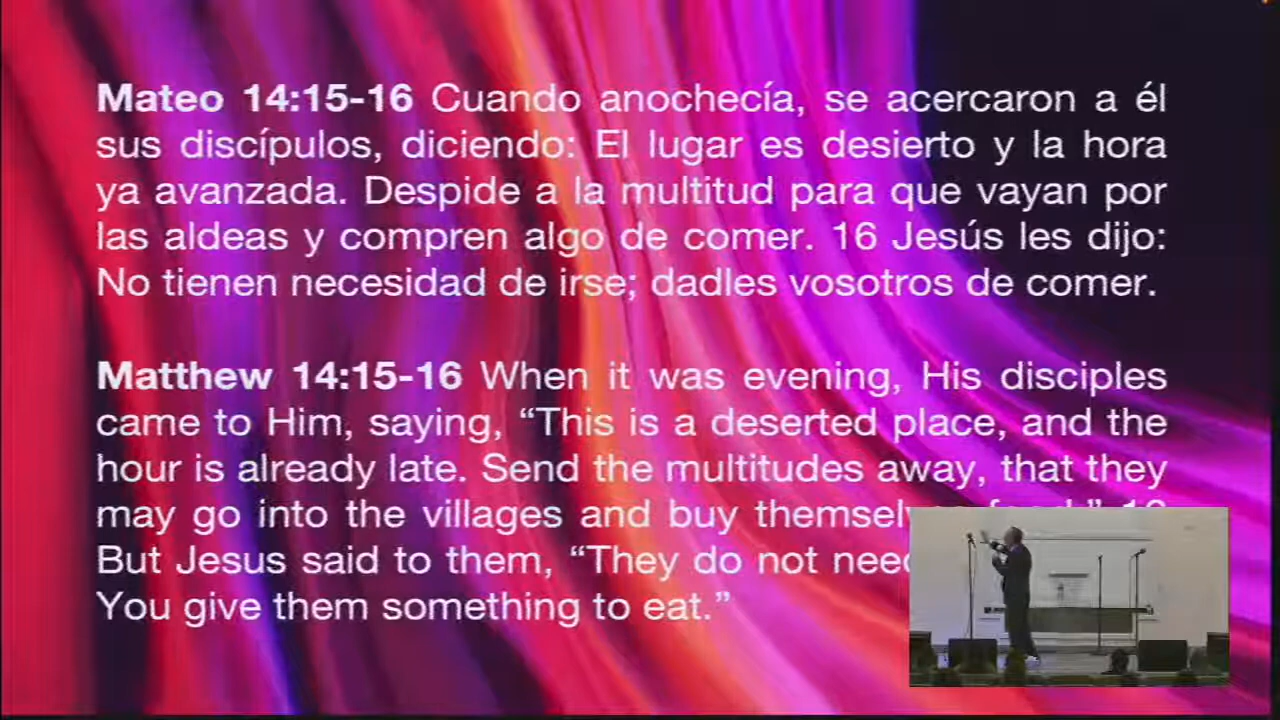 Mateo 14:15-16 Cuando anochecía, se acercaron a él
sus discípulos, diciendo: El lugar es desierto y la hora
ya avanzada. Despide a la multitud para que vayan por
las aldeas y compren algo de comer. 16 Jesús les dijo:
No tienen necesidad de irse; dadles vosotros de comer.
Matthew 14:15-16 When it was evening, His disciples
came to Him, saying, “This is a deserted place, and the
hour is already late. Send the multitudes away, that they
may go into the villages and buy
But Jesus said to them, “They do not
You give them something to eat.”